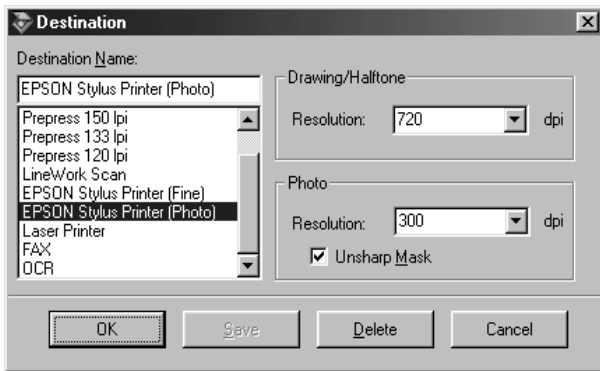 Destination
Destination Name:
EPSON Stylus Printer (Photo)
Prepress 150 lpi
Prepress 133 lpi
Prepress 120 lpi
LineWork Scan
EPSON Stylus Printer (Fine)
EPSON Stylus Printer (Photo)
Laser Printer
FAX
OCR
Drawing/Halftone
Resolution: 720 dpi
Photo
Resolution: 300 dpi
Unsharp Mask
OK Save Delete Cancel